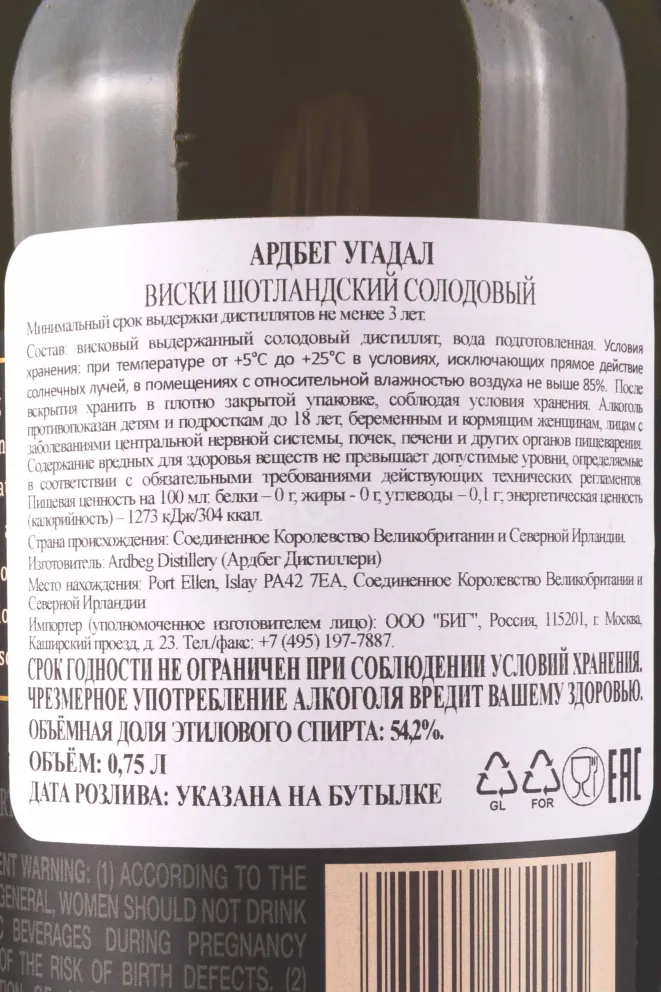 АРДБЕГ УГАДАЛ
ВИСКИ ШОТЛАНДСКИЙ СОЛОДОВЫЙ
Минимальный срок выдержки дистиллятов не менее 3 лет.
Состав: висковый выдержанный солодовый дистиллят, вода подготовленная. Условия
хранения: при температуре от +5°С до +25°С в условиях, исключающих прямое действие
солнечных лучей, в помещениях с относительной влажностью воздуха не выше 85%. После
вскрытия хранить в плотно закрытой упаковке, соблюдая условия хранения. Алкоголь
противопоказан детям и подросткам до 18 лет, беременным и кормящим женщинам, лицам с
заболеваниями центральной нервной системы, почек, печени и других органов пищеварения.
Содержание вредных для здоровья веществ не превышает допустимые уровни, определяемые
в соответствии с обязательными требованиями действующих технических регламентов.
Пищевая ценность на 100 мл: белки – 0 г, жиры - 0 г, углеводы – 0,1 г; энергетическая ценность
(калорийность) – 1273 кДж/304 ккал.
Страна происхождения: Соединенное Королевство Великобритании и Северной Ирландии.
Изготовитель: Ardbeg Distillery (Ардбег Дистиллери)
Место нахождения: Port Ellen, Islay PA42 7EA, Соединенное Королевство Великобритании и
Северной Ирландии
Импортер (уполномоченное изготовителем лицо): ООО "БИГ", Россия, 115201, г. Москва,
Каширский проезд, д. 23. Тел./факс: +7 (495) 197-7887.
СРОК ГОДНОСТИ НЕ ОГРАНИЧЕН ПРИ СОБЛЮДЕНИИ УСЛОВИЙ ХРАНЕНИЯ.
ЧРЕЗМЕРНОЕ УПОТРЕБЛЕНИЕ АЛКОГОЛЯ ВРЕДИТ ВАШЕМУ ЗДОРОВЬЮ.
ОБЪЁМНАЯ ДОЛЯ ЭТИЛОВОГО СПИРТА: 54,2%.
ОБЪЁМ: 0,75 Л
ДАТА РОЗЛИВА: УКАЗАНА НА БУТЫЛКЕ
GL FOR EAC
WARNING: (1) ACCORDING TO THE
GENERAL, WOMEN SHOULD NOT DRINK
BEVERAGES DURING PREGNANCY
OF THE RISK OF BIRTH DEFECTS. (2)